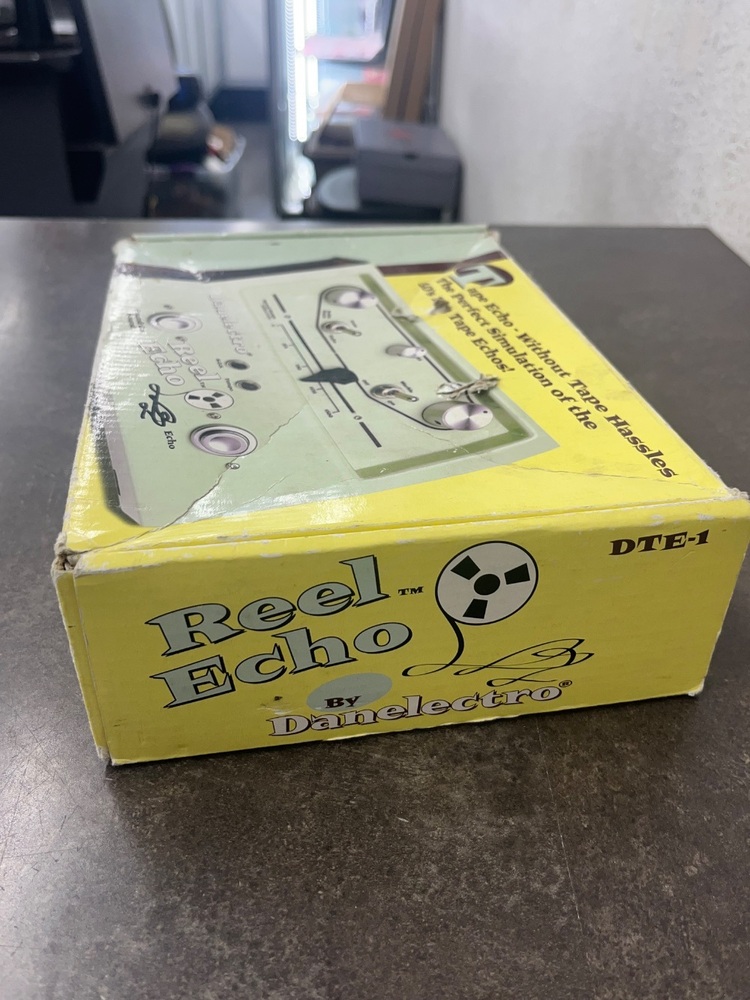 Tape Echo - Without Tape Hassles
The Perfect Simulation of the
Tape Echos!
Reel
Echo
Echo
Reel™
Echo
DTE-1
By
Danelectro®